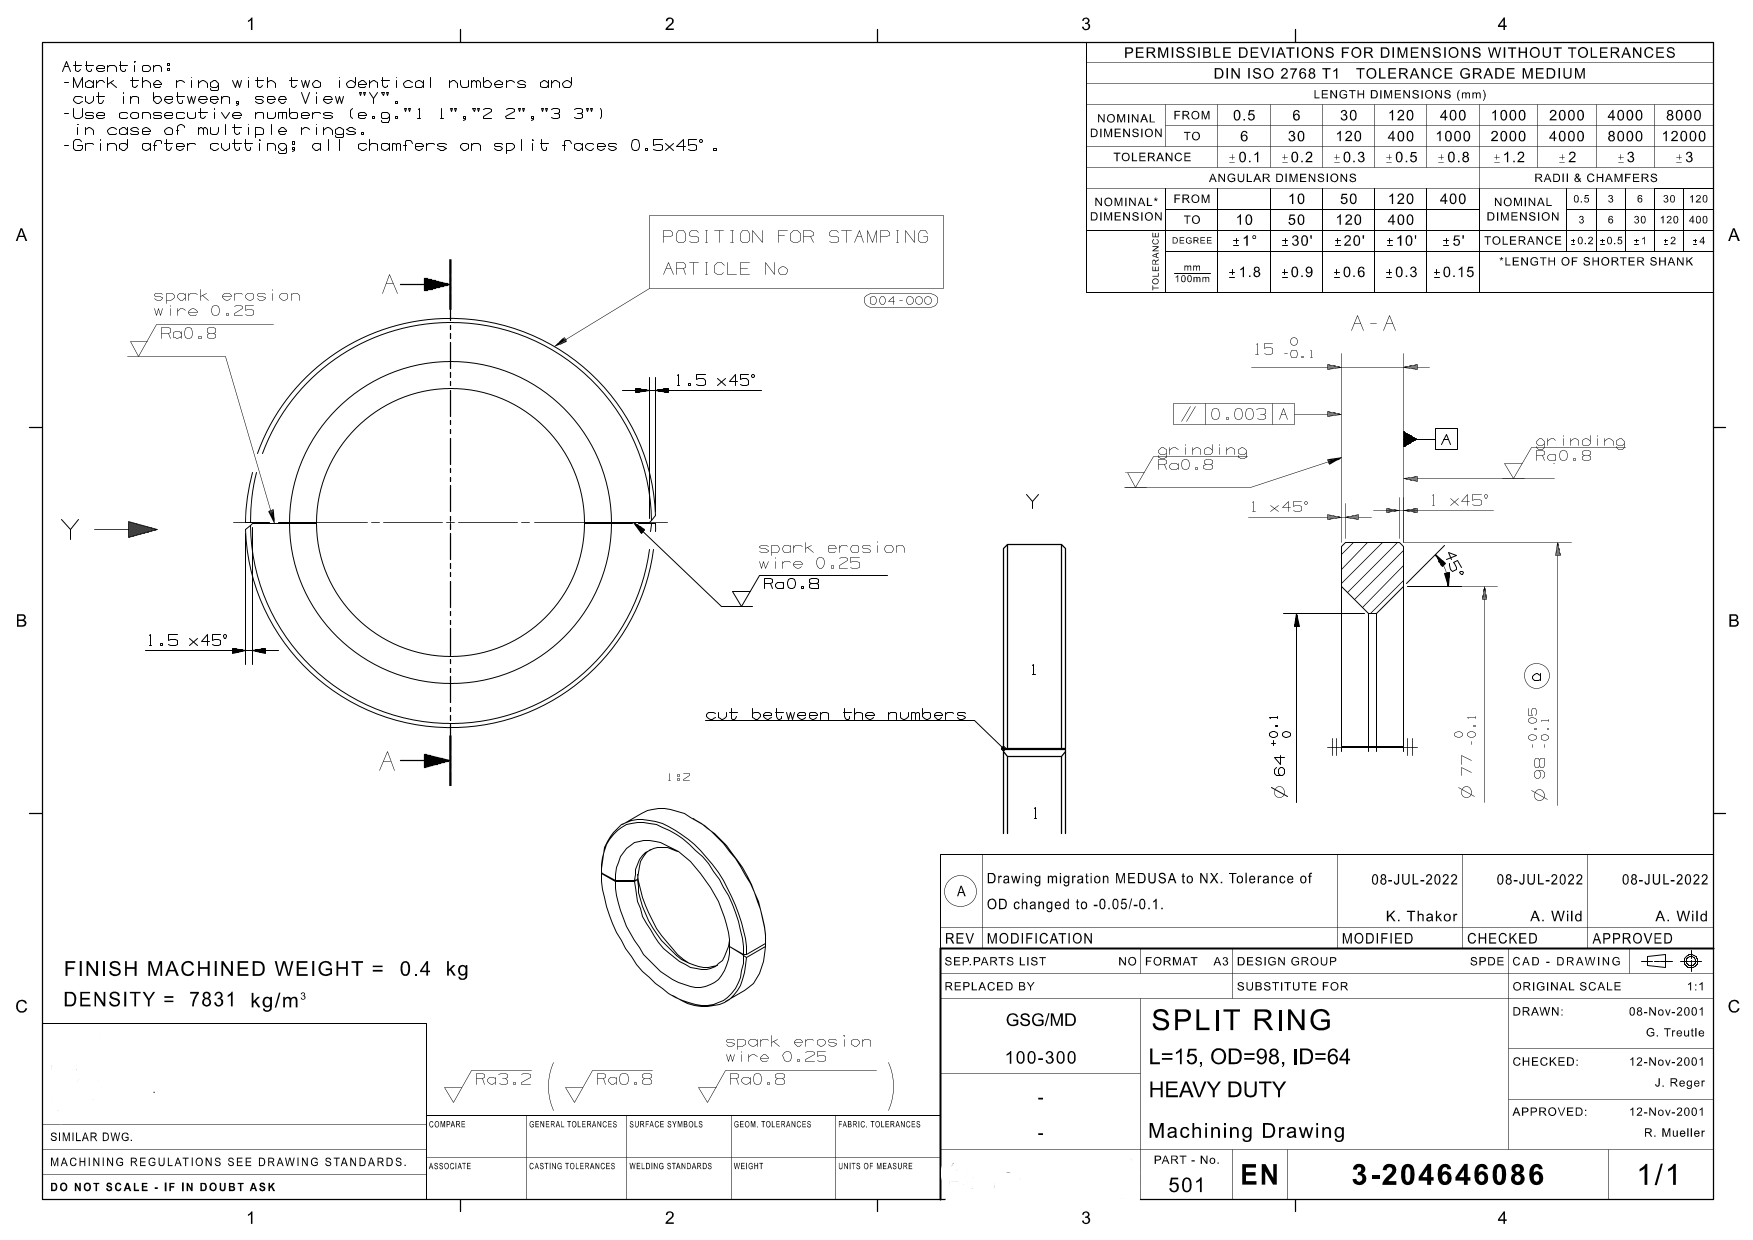 1 2 3 4
Attention:
-Mark the ring with two identical numbers and
cut in between, see View "Y".
-Use consecutive numbers (e.g."1 1","2 2","3 3")
in case of multiple rings.
-Grind after cutting; all chamfers on split faces 0.5x45°.
PERMISSIBLE DEVIATIONS FOR DIMENSIONS WITHOUT TOLERANCES
DIN ISO 2768 T1 TOLERANCE GRADE MEDIUM
LENGTH DIMENSIONS (mm)
NOMINAL DIMENSION FROM 0.5 6 30 120 400 1000 2000 4000 8000
TO 6 30 120 400 1000 2000 4000 8000 12000
TOLERANCE ±0.1 ±0.2 ±0.3 ±0.5 ±0.8 ±1.2 ±2 ±3 ±3
ANGULAR DIMENSIONS RADII & CHAMFERS
NOMINAL* DIMENSION FROM 10 50 120 400 NOMINAL DIMENSION 0.5 3 6 30 120
TO 10 50 120 400 3 6 30 120 400
TOLERANCE DEGREE ±1° ±30' ±20' ±10' ±5' TOLERANCE ±0.2 ±0.5 ±1 ±2 ±4
mm/100mm ±1.8 ±0.9 ±0.6 ±0.3 ±0.15 *LENGTH OF SHORTER SHANK
A A
POSITION FOR STAMPING
ARTICLE No
004-000
A
spark erosion
wire 0.25
Ra0.8
1.5 x45°
Y
spark erosion
wire 0.25
Ra0.8
1.5 x45°
A
A-A
15 0 -0.1
// 0.003 A
A
grinding
Ra0.8
grinding
Ra0.8
1 x45°
1 x45°
45°
Ø 64 +0.1 0
Ø 77 0 -0.1
Ø 98 -0.05 -0.1
a
Y
1
cut between the numbers
1
B B
1:2
FINISH MACHINED WEIGHT = 0.4 kg
DENSITY = 7831 kg/m³
C C
spark erosion
wire 0.25
Ra3.2 ( Ra0.8 Ra0.8 )
A Drawing migration MEDUSA to NX. Tolerance of 08-JUL-2022 08-JUL-2022 08-JUL-2022
OD changed to -0.05/-0.1. K. Thakor A. Wild A. Wild
REV MODIFICATION MODIFIED CHECKED APPROVED
SEP.PARTS LIST NO FORMAT A3 DESIGN GROUP SPDE CAD - DRAWING
REPLACED BY SUBSTITUTE FOR ORIGINAL SCALE 1:1
GSG/MD
100-300
-
-
SPLIT RING
L=15, OD=98, ID=64
HEAVY DUTY
Machining Drawing
DRAWN: 08-Nov-2001
G. Treutle
CHECKED: 12-Nov-2001
J. Reger
APPROVED: 12-Nov-2001
R. Mueller
PART - No.
501
EN
3-204646086
1/1
SIMILAR DWG.
MACHINING REGULATIONS SEE DRAWING STANDARDS.
DO NOT SCALE - IF IN DOUBT ASK
COMPARE GENERAL TOLERANCES SURFACE SYMBOLS GEOM. TOLERANCES FABRIC. TOLERANCES
ASSOCIATE CASTING TOLERANCES WELDING STANDARDS WEIGHT UNITS OF MEASURE
1 2 3 4